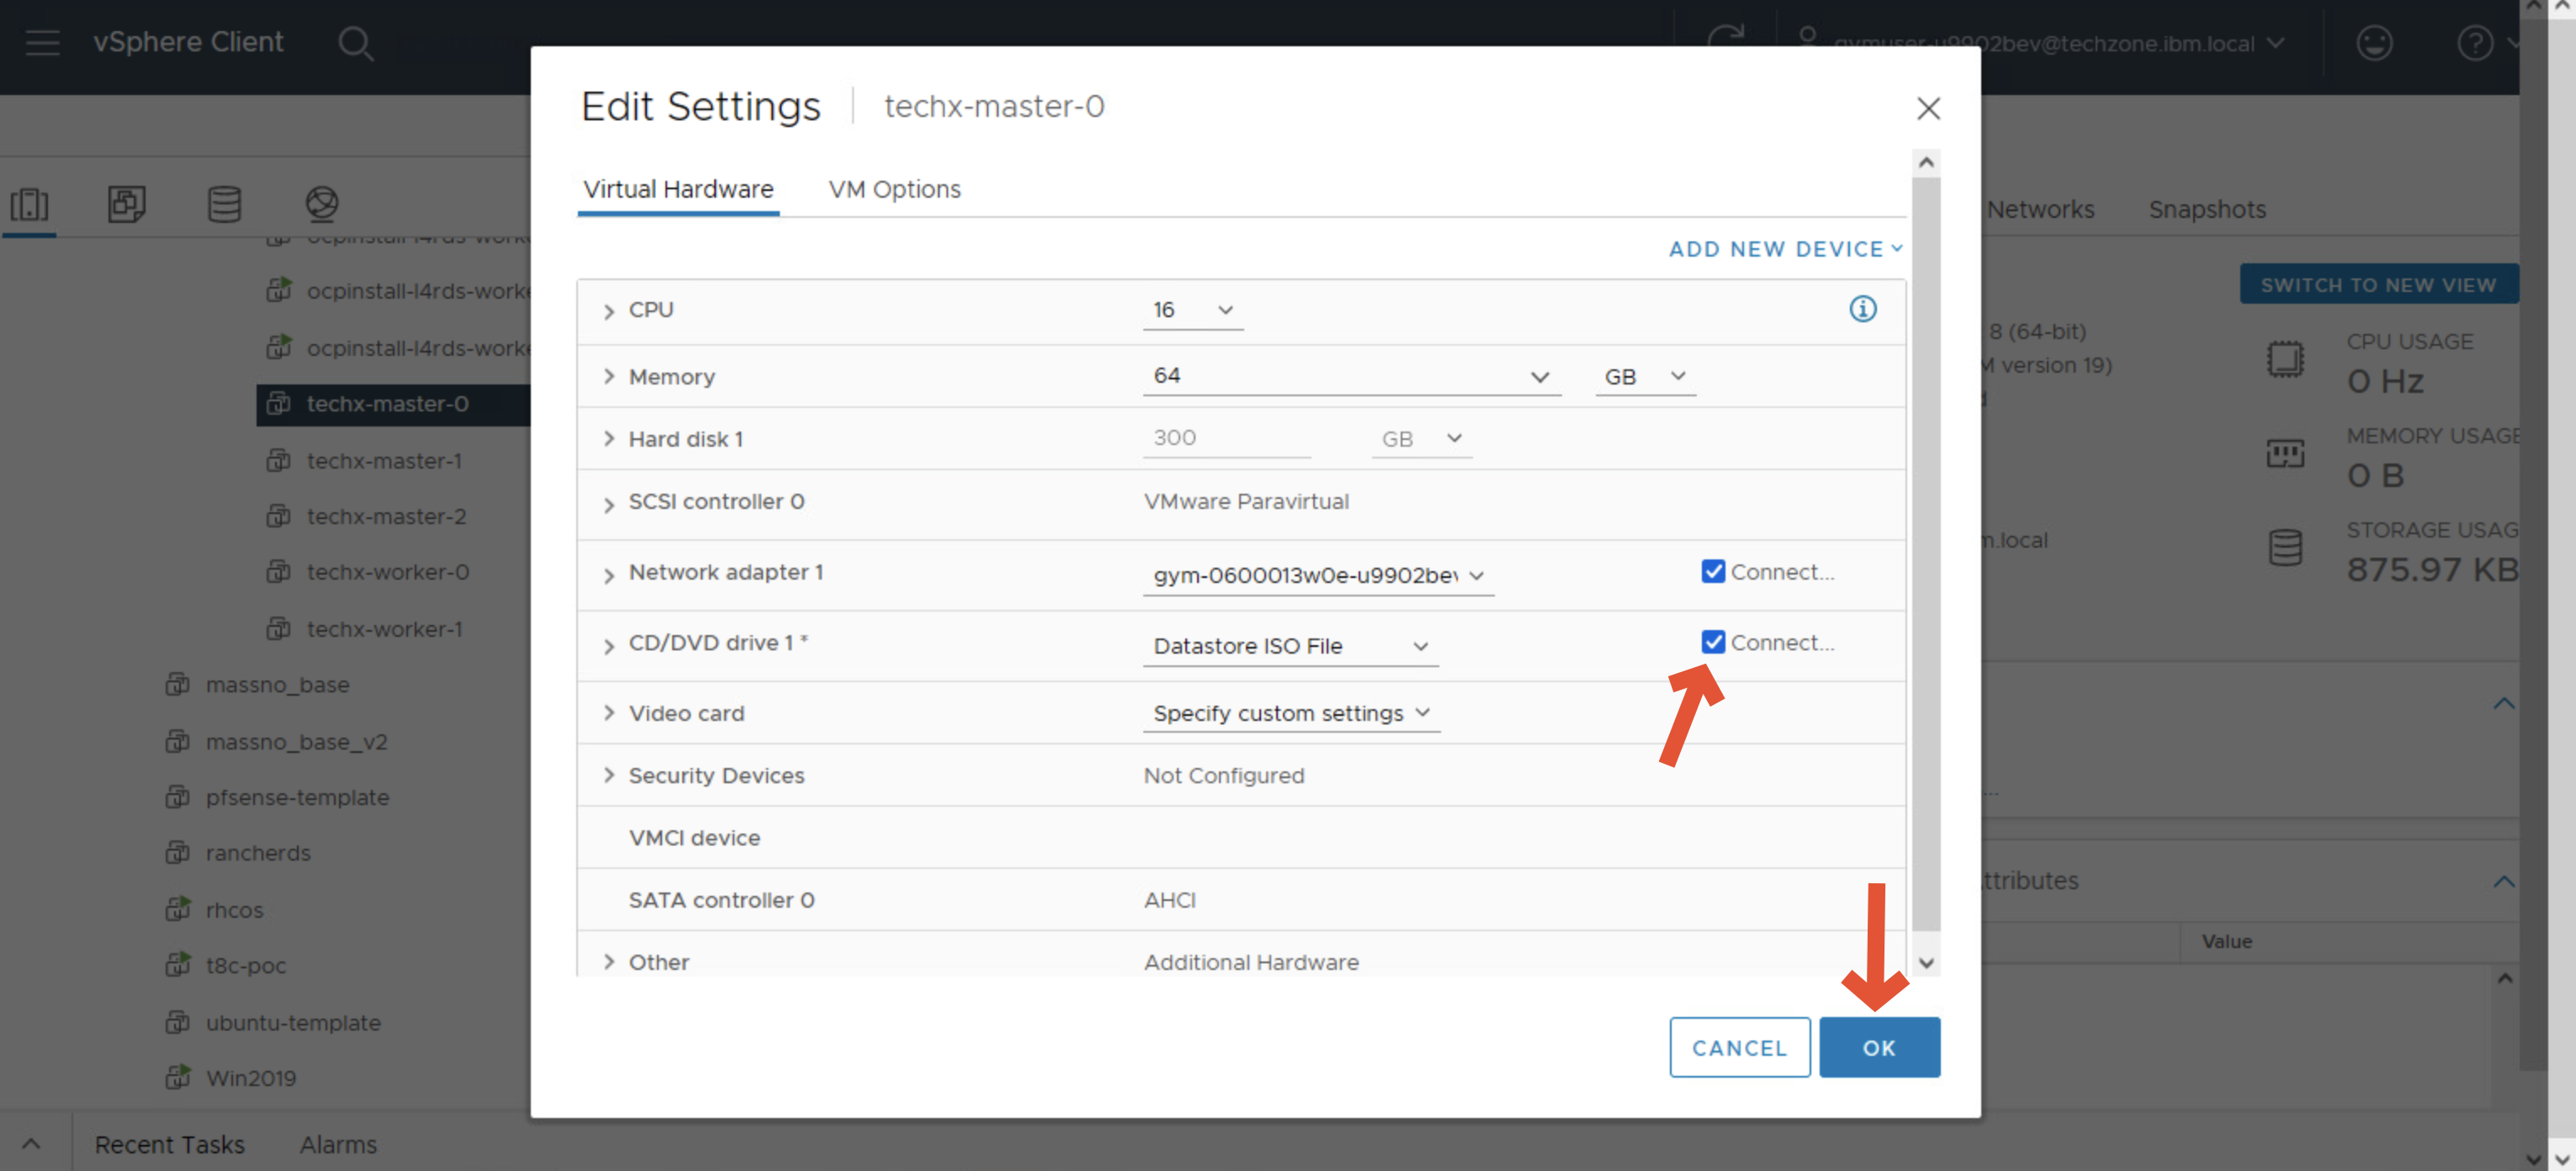 vSphere Client
gymuser-u9902bev@techzone.ibm.local
Edit Settings
techx-master-0
Virtual Hardware
VM Options
ADD NEW DEVICE
CPU
16
Memory
64
GB
Hard disk 1
300
GB
SCSI controller 0
VMware Paravirtual
Network adapter 1
gym-0600013w0e-u9902bev
Connect...
CD/DVD drive 1 *
Datastore ISO File
Connect...
Video card
Specify custom settings
Security Devices
Not Configured
VMCI device
SATA controller 0
AHCI
Other
Additional Hardware
CANCEL
OK
ocpinstall-l4rds-worke
ocpinstall-l4rds-worke
techx-master-0
techx-master-1
techx-master-2
techx-worker-0
techx-worker-1
massno_base
massno_base_v2
pfsense-template
rancherds
rhcos
t8c-poc
ubuntu-template
Win2019
Networks
Snapshots
SWITCH TO NEW VIEW
8 (64-bit)
M version 19)
m.local
CPU USAGE
0 Hz
MEMORY USAGE
0 B
STORAGE USAG
875.97 KB
...
ttributes
Value
Recent Tasks
Alarms